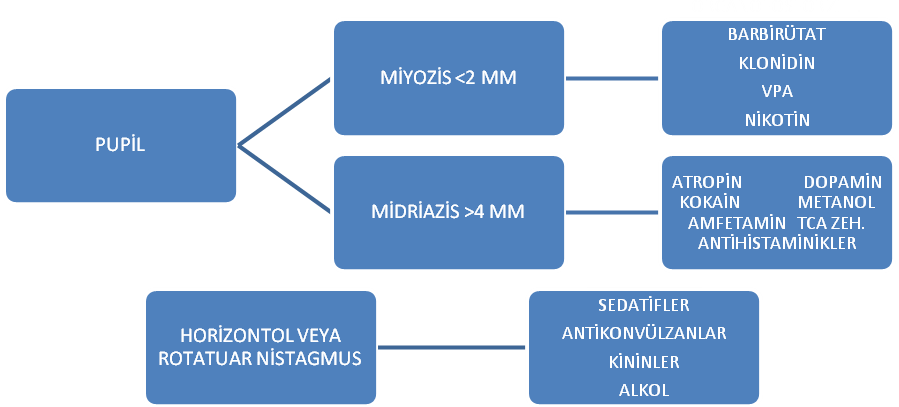 PUPİL
MİYOZİS <2 MM
BARBİRÜTAT
KLONİDİN
VPA
NİKOTİN
MİDRİAZİS >4 MM
ATROPİN DOPAMİN
KOKAİN METANOL
AMFETAMİN TCA ZEH.
ANTİHİSTAMİNİKLER
HORİZONTOL VEYA
ROTATUAR NİSTAGMUS
SEDATİFLER
ANTİKONVÜLZANLAR
KİNİNLER
ALKOL